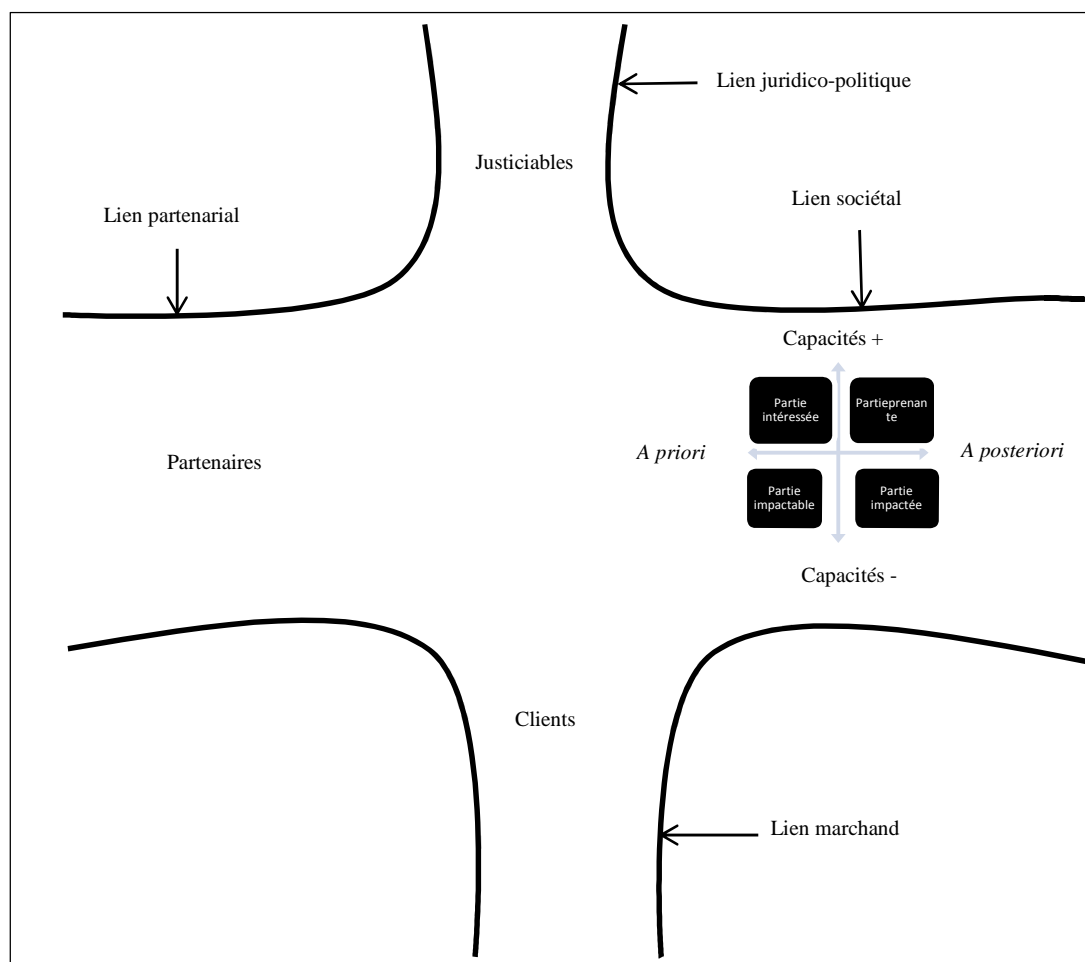 Lien juridico-politique
Justiciables
Lien sociétal
Lien partenarial
Capacités +
Partie
intéressée
Partieprenan
te
A priori
A posteriori
Partenaires
Partie
impactable
Partie
impactée
Capacités -
Clients
Lien marchand